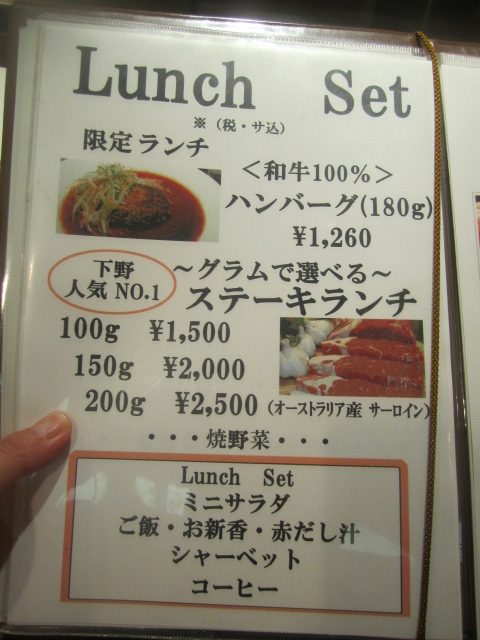 Lunch Set
※(税・サ込)
限定ランチ
<和牛100%>
ハンバーグ(180g)
¥1,260
下野
人気 NO.1
～グラムで選べる～
ステーキランチ
100g ¥1,500
150g ¥2,000
200g ¥2,500 (オーストラリア産 サーロイン)
・・・焼野菜・・・
Lunch Set
ミニサラダ
ご飯・お新香・赤だし汁
シャーベット
コーヒー